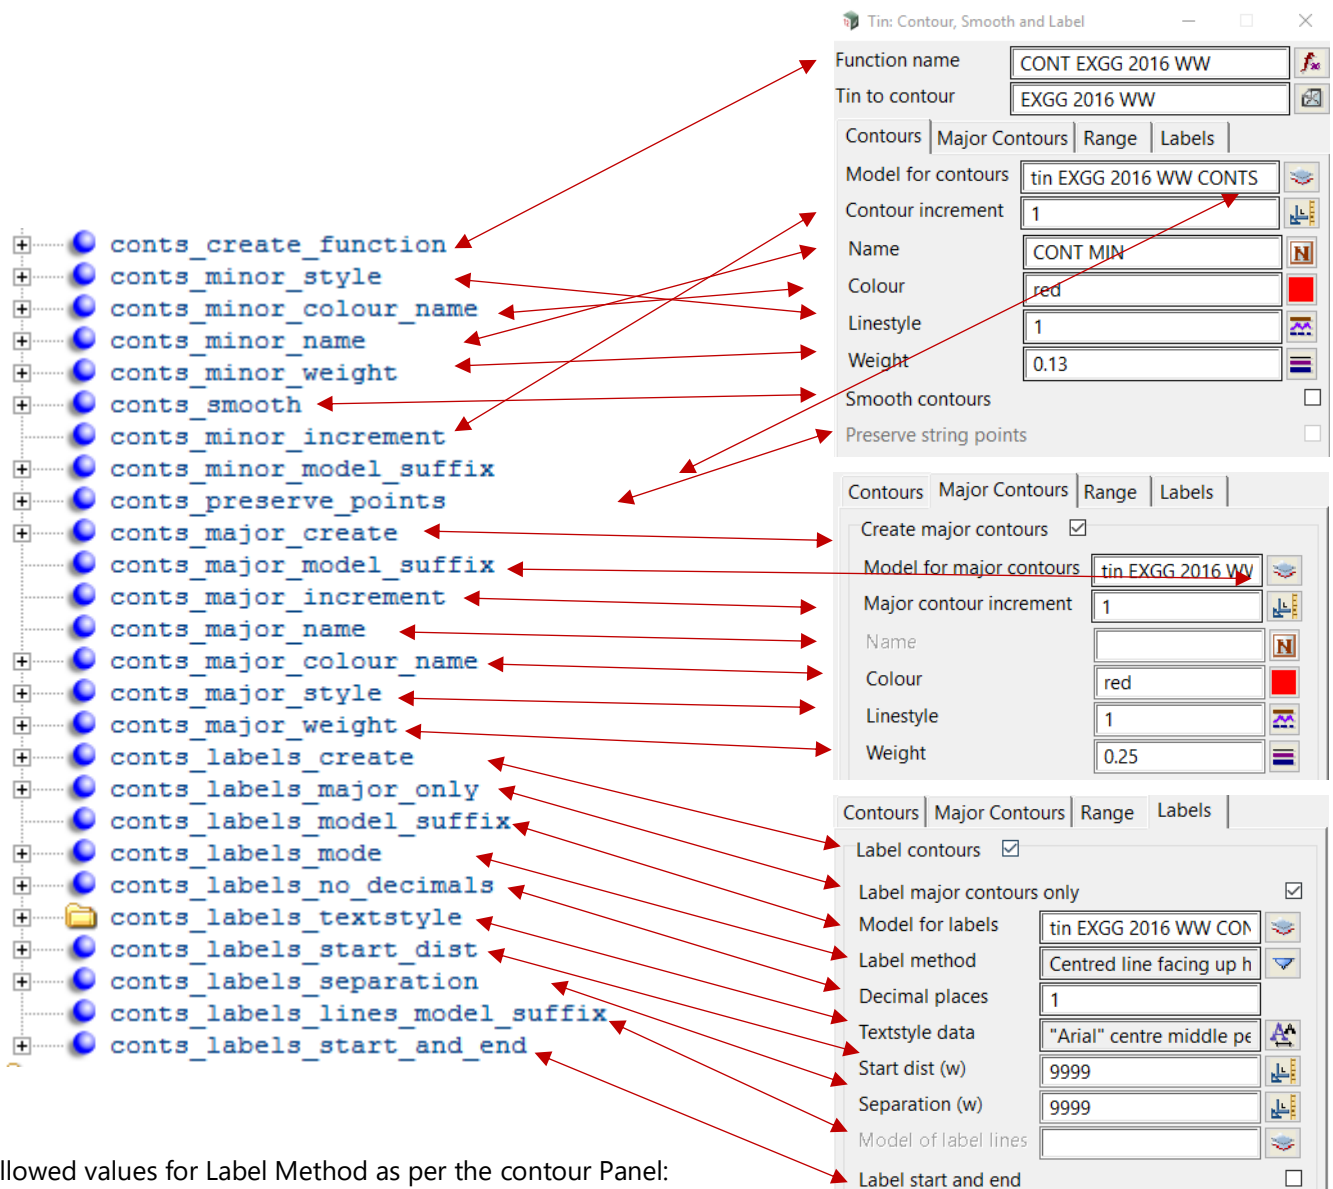 Tin: Contour, Smooth and Label
Function name CONT EXGG 2016 WW
Tin to contour EXGG 2016 WW
Contours Major Contours Range Labels
Model for contours tin EXGG 2016 WW CONTS
Contour increment 1
Name CONT MIN
Colour red
Linestyle 1
Weight 0.13
Smooth contours
Preserve string points
conts_create_function
conts_minor_style
conts_minor_colour_name
conts_minor_name
conts_minor_weight
conts_smooth
conts_minor_increment
conts_minor_model_suffix
conts_preserve_points
conts_major_create
conts_major_model_suffix
conts_major_increment
conts_major_name
conts_major_colour_name
conts_major_style
conts_major_weight
conts_labels_create
conts_labels_major_only
conts_labels_model_suffix
conts_labels_mode
conts_labels_no_decimals
conts_labels_textstyle
conts_labels_start_dist
conts_labels_separation
conts_labels_lines_model_suffix
conts_labels_start_and_end
Contours Major Contours Range Labels
Create major contours
Model for major contours tin EXGG 2016 WW
Major contour increment 1
Name
Colour red
Linestyle 1
Weight 0.25
Contours Major Contours Range Labels
Label contours
Label major contours only
Model for labels tin EXGG 2016 WW CON
Label method Centred line facing up h
Decimal places 1
Textstyle data "Arial" centre middle pe
Start dist (w) 9999
Separation (w) 9999
Model of label lines
Label start and end
llowed values for Label Method as per the contour Panel: